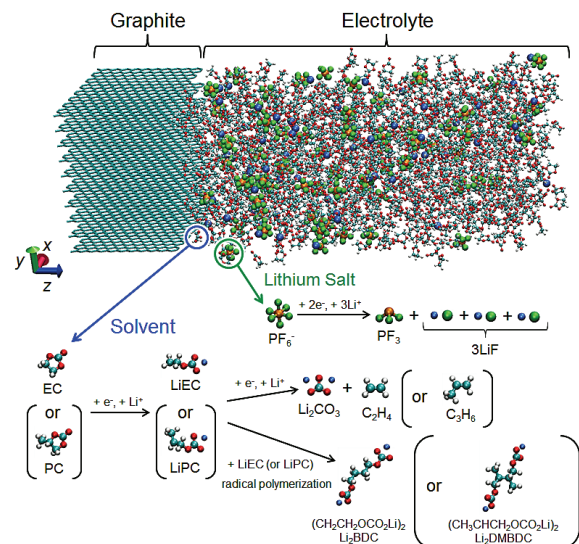 Graphite
Electrolyte
x
y
z
Lithium Salt
Solvent
+ 2e⁻, + 3Li⁺
PF₆⁻
PF₃
+
+
+
3LiF
EC
LiEC
or
+ e⁻, + Li⁺
or
PC
LiPC
+ e⁻, + Li⁺
Li₂CO₃
+
C₂H₄
or
C₃H₆
+ LiEC (or LiPC)
radical polymerization
or
(CH₂CH₂OCO₂Li)₂
Li₂BDC
(CH₃CHCH₂OCO₂Li)₂
Li₂DMBDC